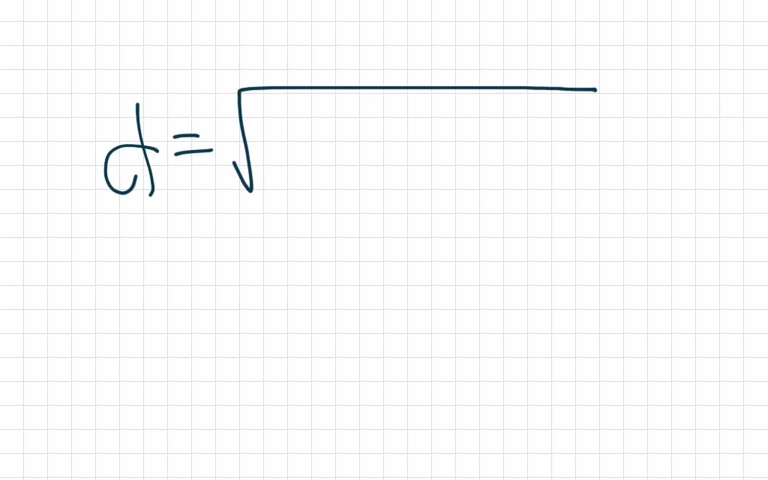 d = √